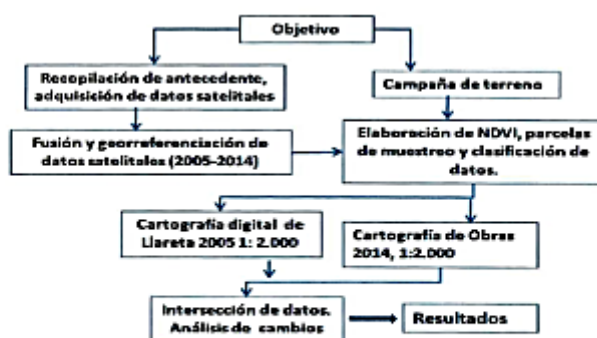 Objetivo
Recopilación de antecedente,
adquisición de datos satelitales
Campaña de terreno
Fusión y georreferenciación de
datos satelitales (2005-2014)
Elaboración de NDVI, parcelas
de muestreo y clasificación de
datos.
Cartografía digital de
Llareta 2005 1: 2.000
Cartografía de Obras
2014, 1:2.000
Intersección de datos.
Análisis de cambios
Resultados